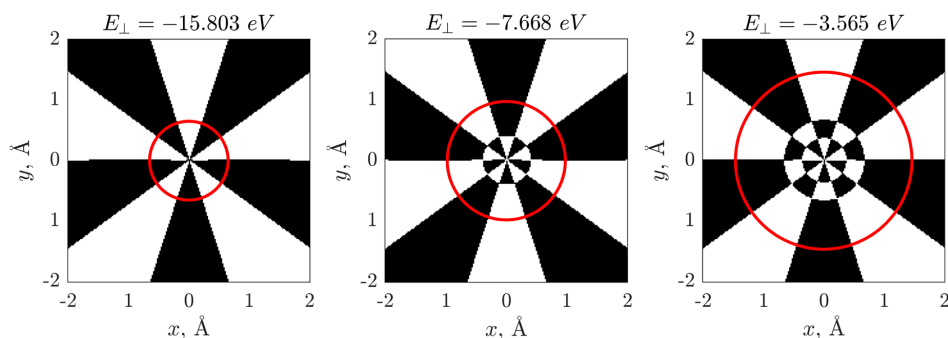 E⊥ = −15.803 eV
E⊥ = −7.668 eV
E⊥ = −3.565 eV
2
1
0
1
-2
y, Å
-2 1 0 1 2
x, Å
2
1
0
1
-2
y, Å
-2 1 0 1 2
x, Å
2
1
0
1
-2
y, Å
-2 1 0 1 2
x, Å